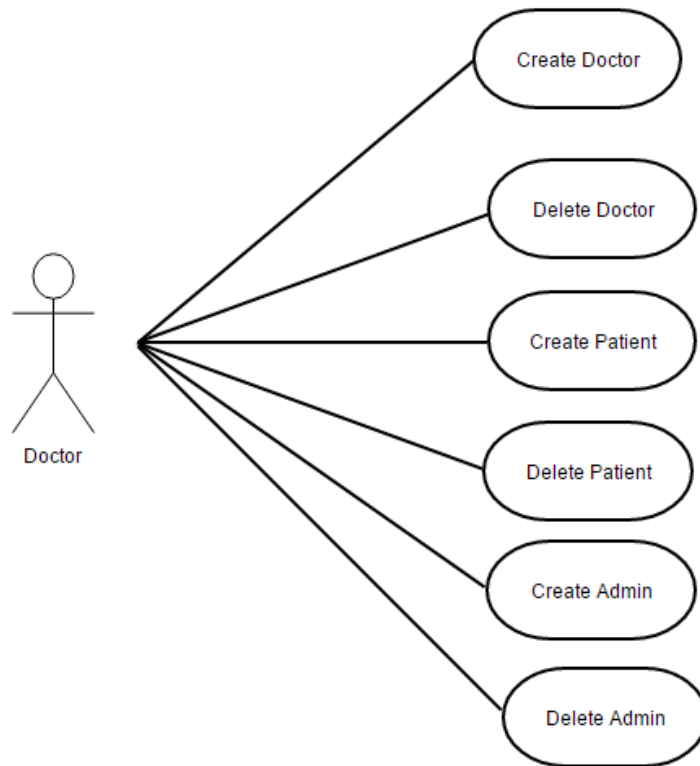 Create Doctor
Delete Doctor
Create Patient
Doctor
Delete Patient
Create Admin
Delete Admin